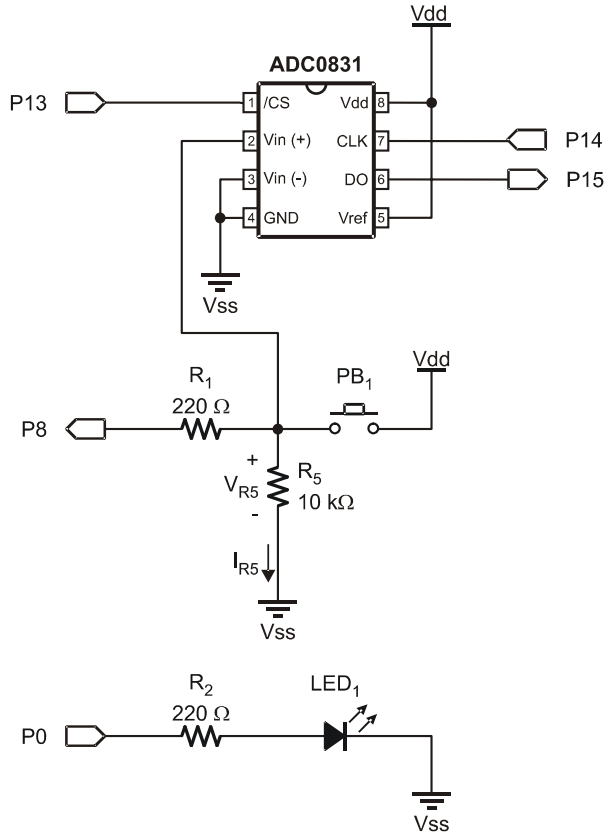 Vdd
ADC0831
P13
1 /CS Vdd 8
2 Vin (+) CLK 7
P14
3 Vin (-) DO 6
P15
4 GND Vref 5
Vss
R1
220 Ω
P8
PB1
Vdd
+
VR5
-
R5
10 kΩ
IR5
Vss
R2
220 Ω
LED1
P0
Vss